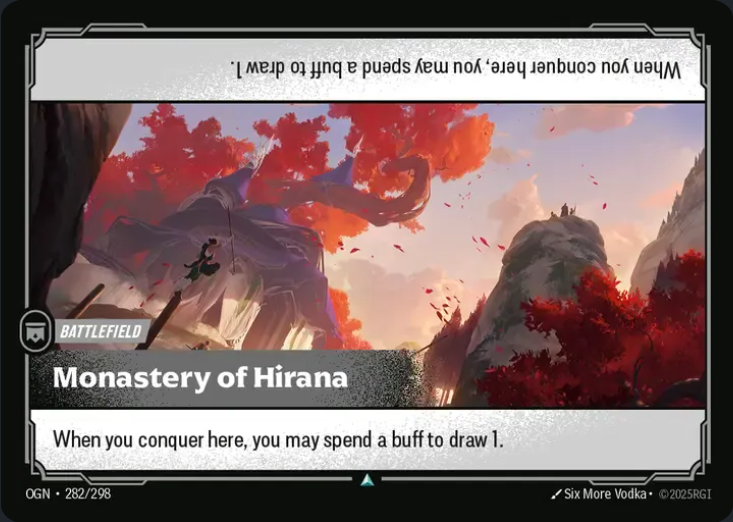 When you conquer here, you may spend a buff to draw 1.
BATTLEFIELD
Monastery of Hirana
When you conquer here, you may spend a buff to draw 1.
OGN • 282/298
Six More Vodka • ©2025RGI